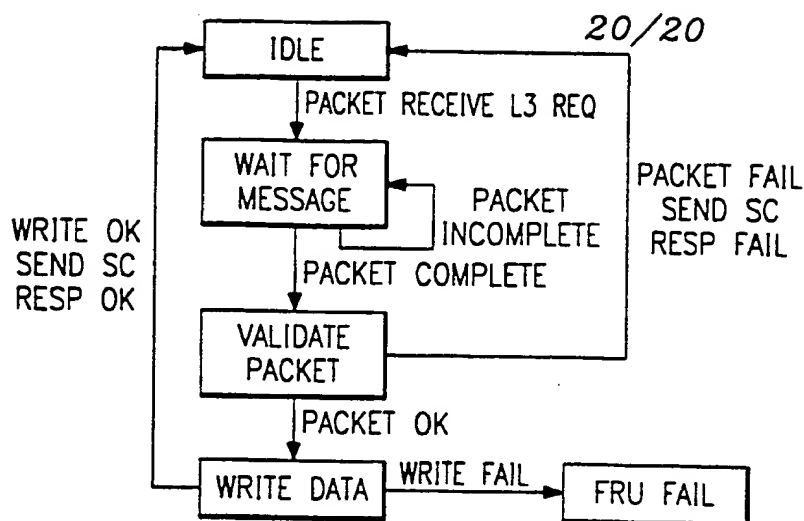 20/20
IDLE
PACKET RECEIVE L3 REQ
WAIT FOR
MESSAGE
PACKET
INCOMPLETE
PACKET FAIL
SEND SC
RESP FAIL
WRITE OK
SEND SC
RESP OK
PACKET COMPLETE
VALIDATE
PACKET
PACKET OK
WRITE DATA
WRITE FAIL
FRU FAIL